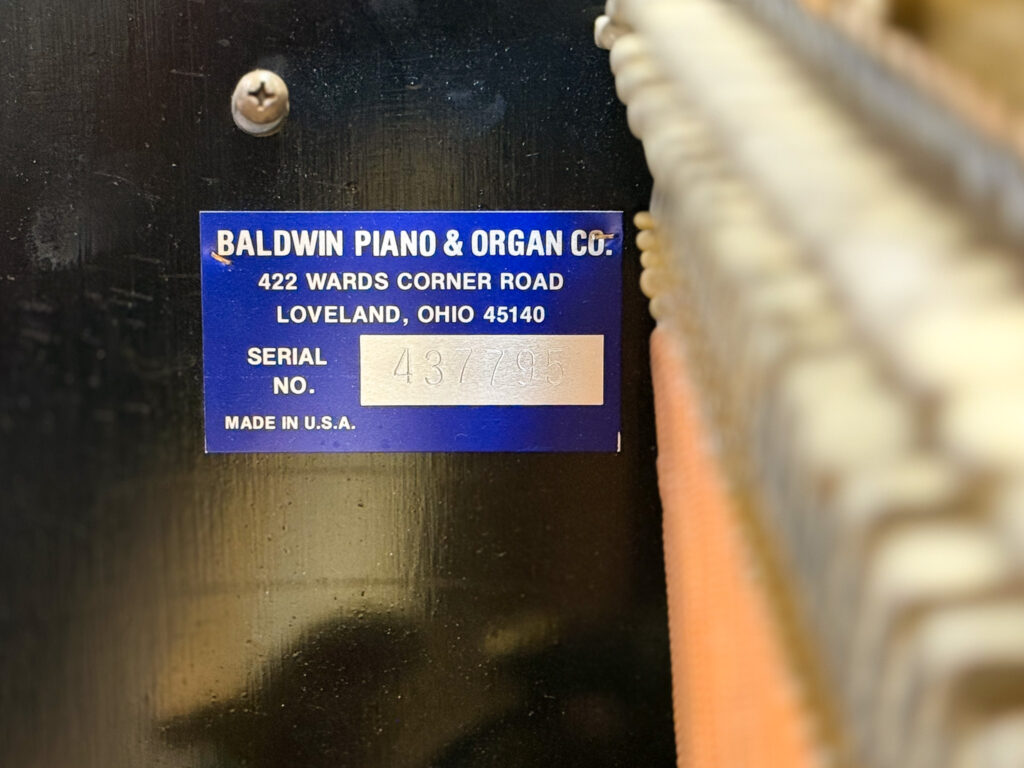 BALDWIN PIANO & ORGAN CO.
422 WARDS CORNER ROAD
LOVELAND, OHIO 45140
SERIAL NO. 437795
MADE IN U.S.A.